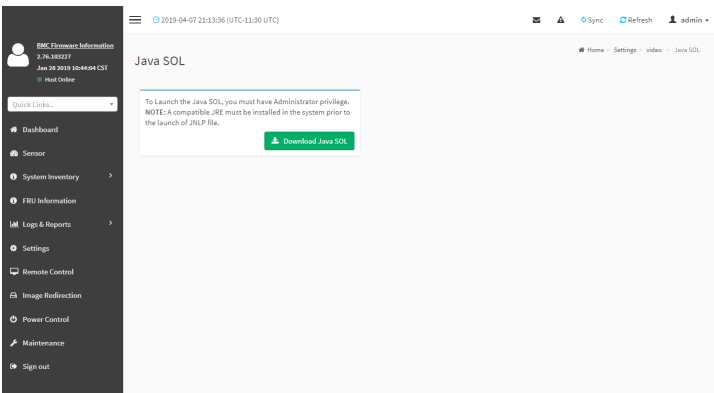 2019-04-07 21:13:36 (UTC-11:30 UTC)
Sync
Refresh
admin
BMC Firmware Information
2.76.103227
Jan 28 2019 10:44:04 CST
Host Online
Quick Links..
Dashboard
Sensor
System Inventory
FRU Information
Logs & Reports
Settings
Remote Control
Image Redirection
Power Control
Maintenance
Sign out
Java SOL
Home - Settings - video - Java SOL
To Launch the Java SOL, you must have Administrator privilege.
NOTE: A compatible JRE must be installed in the system prior to
the launch of JNLP file.
Download Java SOL